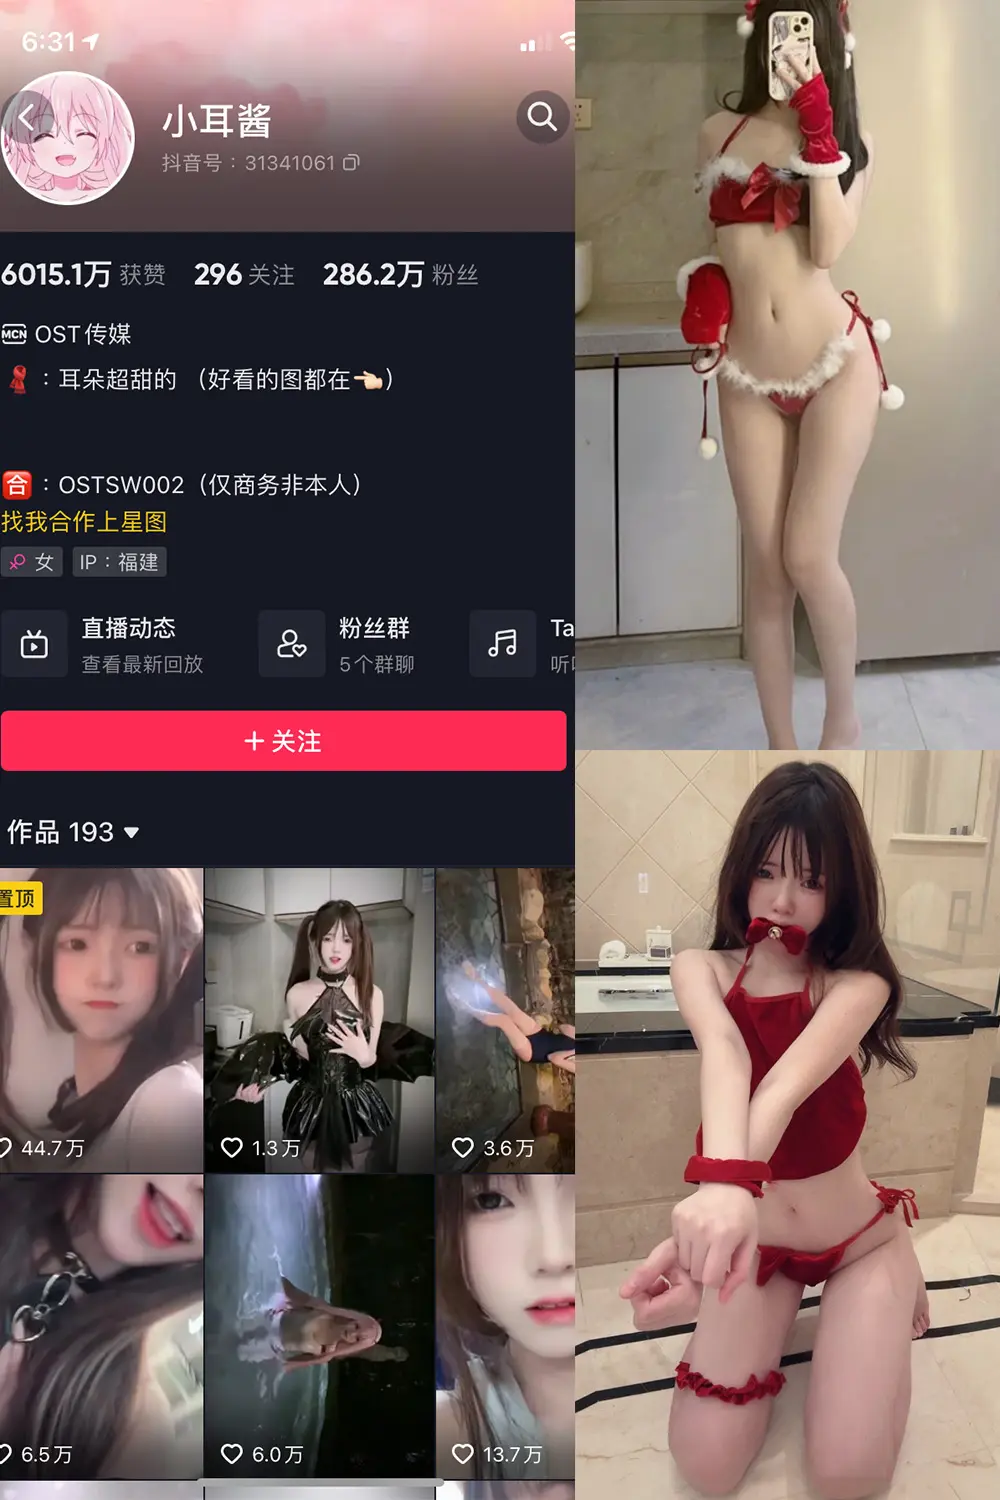 6:31
小耳酱
抖音号：31341061
6015.1万 获赞 296 关注 286.2万 粉丝
MCN OST传媒
：耳朵超甜的 （好看的图都在👈🏻）
合：OSTSW002（仅商务非本人）
找我合作上星图
女 IP：福建
直播动态
查看最新回放
粉丝群
5个群聊
Ta
听
+ 关注
作品 193
置顶
44.7万
1.3万
3.6万
6.5万
6.0万
13.7万